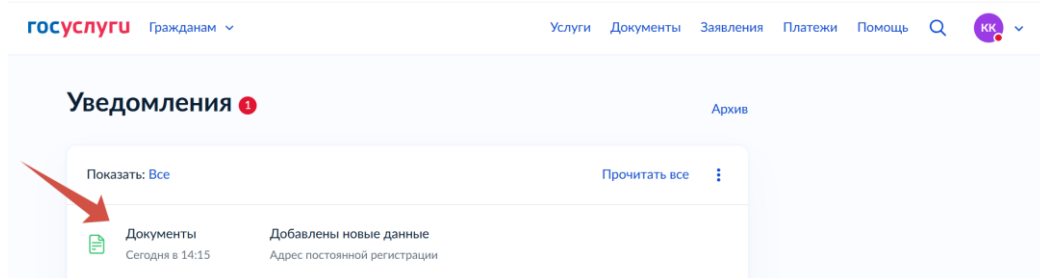 госуслуги Гражданам Услуги Документы Заявления Платежи Помощь КК
Уведомления 1
Архив
Показать: Все Прочитать все
Документы Добавлены новые данные
Сегодня в 14:15 Адрес постоянной регистрации